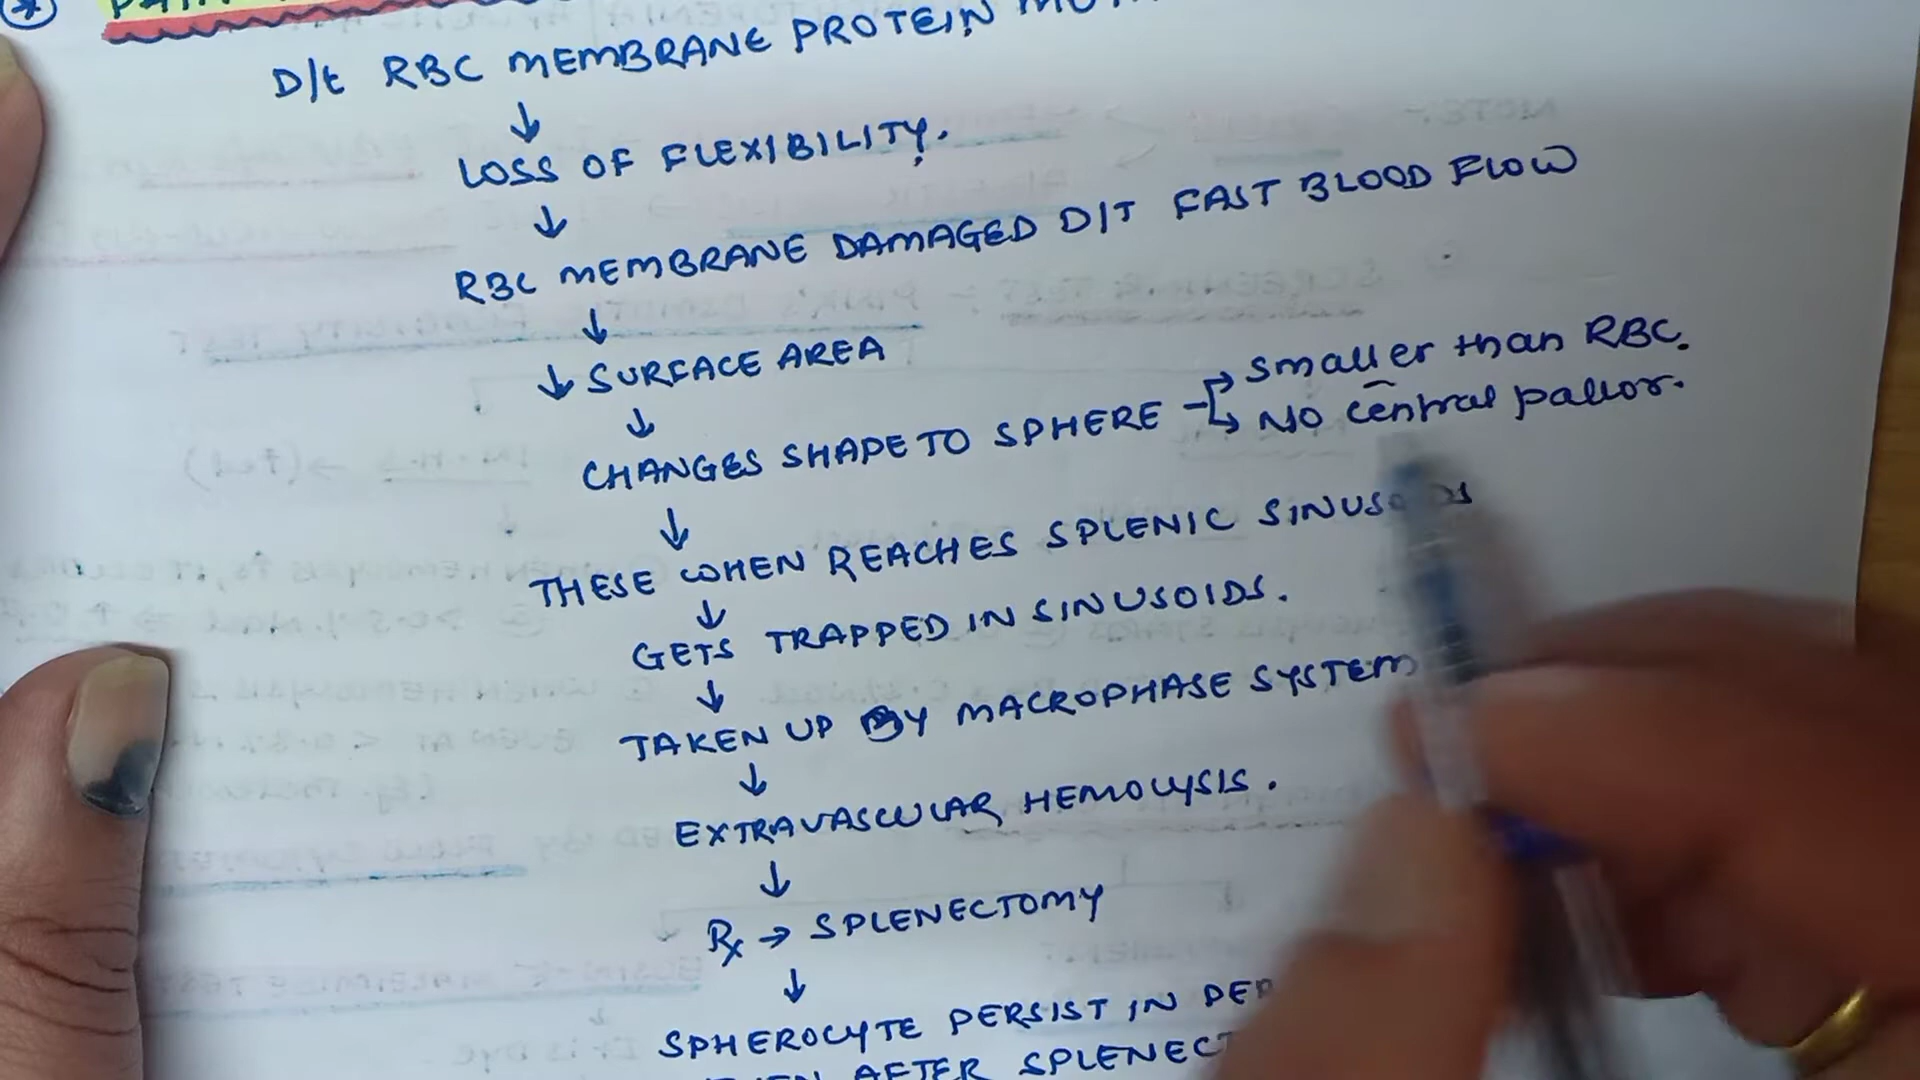 D/t RBC MEMBRANE PROTEIN
↓
LOSS OF FLEXIBILITY.
↓
RBC MEMBRANE DAMAGED D/T FAST BLOOD FLOW
↓
↓ SURFACE AREA
↓
CHANGES SHAPE TO SPHERE → smaller than RBC.
→ NO central pallor.
↓
THESE WHEN REACHES SPLENIC
↓
GETS TRAPPED IN SINUSOIDS.
↓
TAKEN UP BY MACROPHASE SYSTEM
↓
EXTRAVASCULAR HEMOLYSIS.
↓
Rx → SPLENECTOMY
↓
SPHEROCYTE PERSIST IN
AFTER